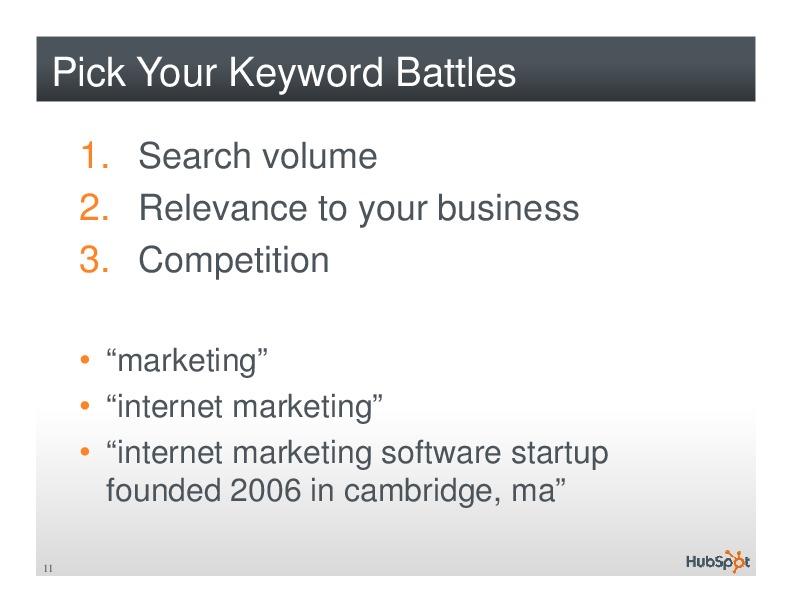 Pick Your Keyword Battles
1. Search volume
2. Relevance to your business
3. Competition
• “marketing”
• “internet marketing”
• “internet marketing software startup
founded 2006 in cambridge, ma”
11
HubSpot